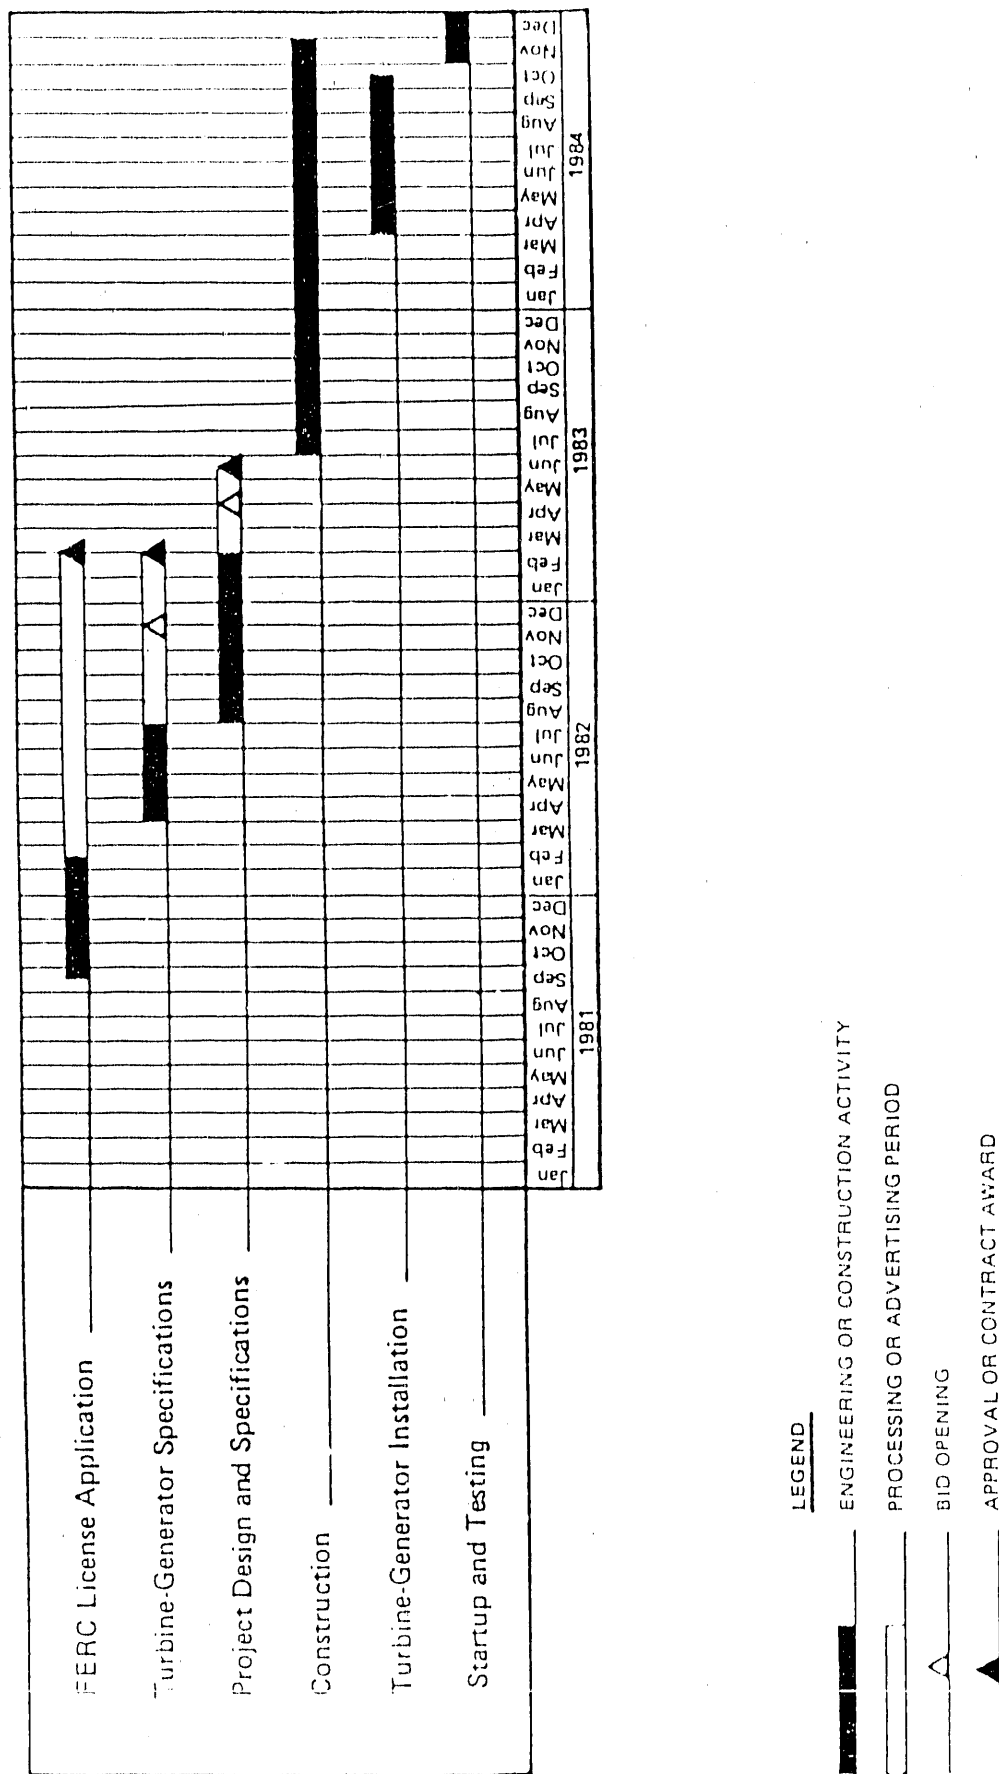 FERC License Application
Turbine-Generator Specifications
Project Design and Specifications
Construction
Turbine-Generator Installation
Startup and Testing
Jan Feb Mar Apr May Jun Jul Aug Sep Oct Nov Dec Jan Feb Mar Apr May Jun Jul Aug Sep Oct Nov Dec Jan Feb Mar Apr May Jun Jul Aug Sep Oct Nov Dec Jan Feb Mar Apr May Jun Jul Aug Sep Oct Nov Dec
1981 1982 1983 1984
LEGEND
ENGINEERING OR CONSTRUCTION ACTIVITY
PROCESSING OR ADVERTISING PERIOD
BID OPENING
APPROVAL OR CONTRACT AWARD